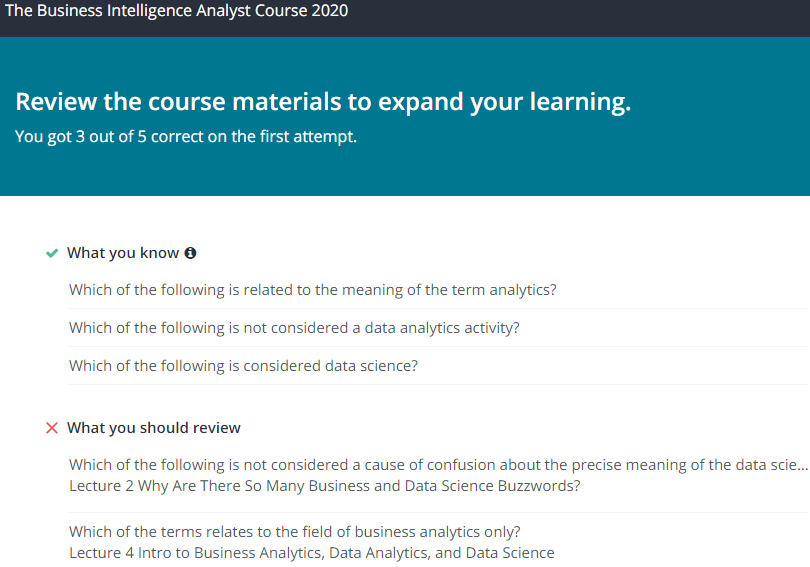 The Business Intelligence Analyst Course 2020
Review the course materials to expand your learning.
You got 3 out of 5 correct on the first attempt.
What you know
Which of the following is related to the meaning of the term analytics?
Which of the following is not considered a data analytics activity?
Which of the following is considered data science?
What you should review
Which of the following is not considered a cause of confusion about the precise meaning of the data scie...
Lecture 2 Why Are There So Many Business and Data Science Buzzwords?
Which of the terms relates to the field of business analytics only?
Lecture 4 Intro to Business Analytics, Data Analytics, and Data Science